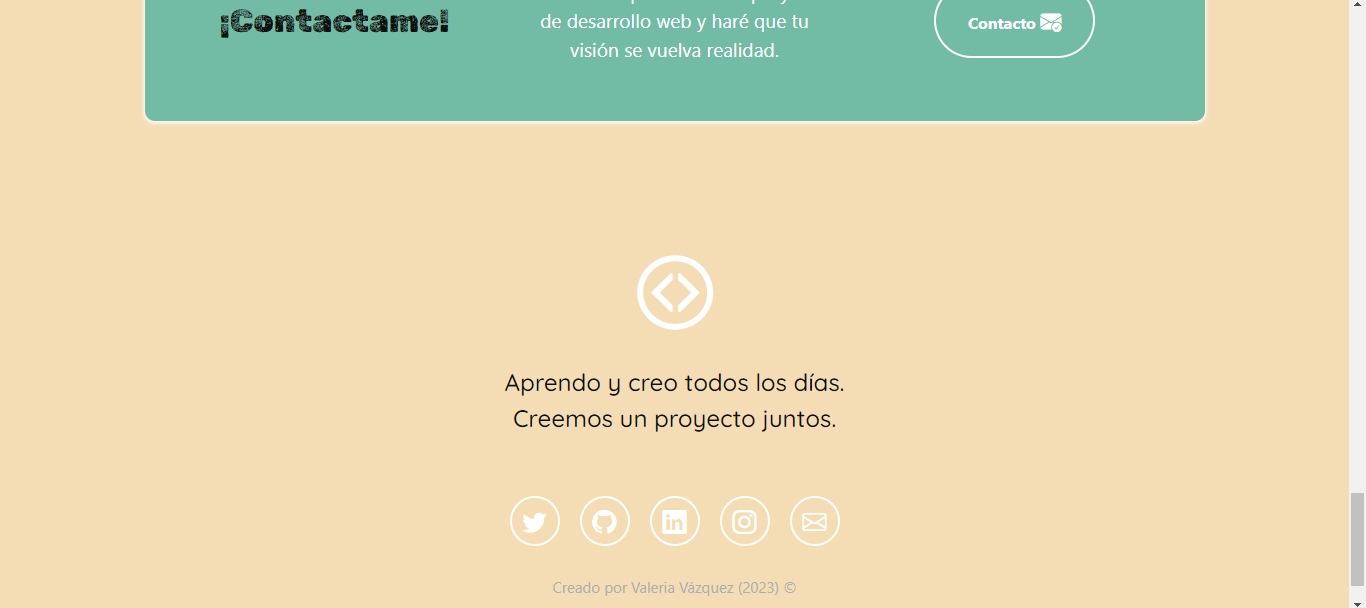 ¡Contactame!
de desarrollo web y haré que tu
visión se vuelva realidad.
Contacto
Aprendo y creo todos los días.
Creemos un proyecto juntos.
in
Creado por Valeria Vázquez (2023) ©